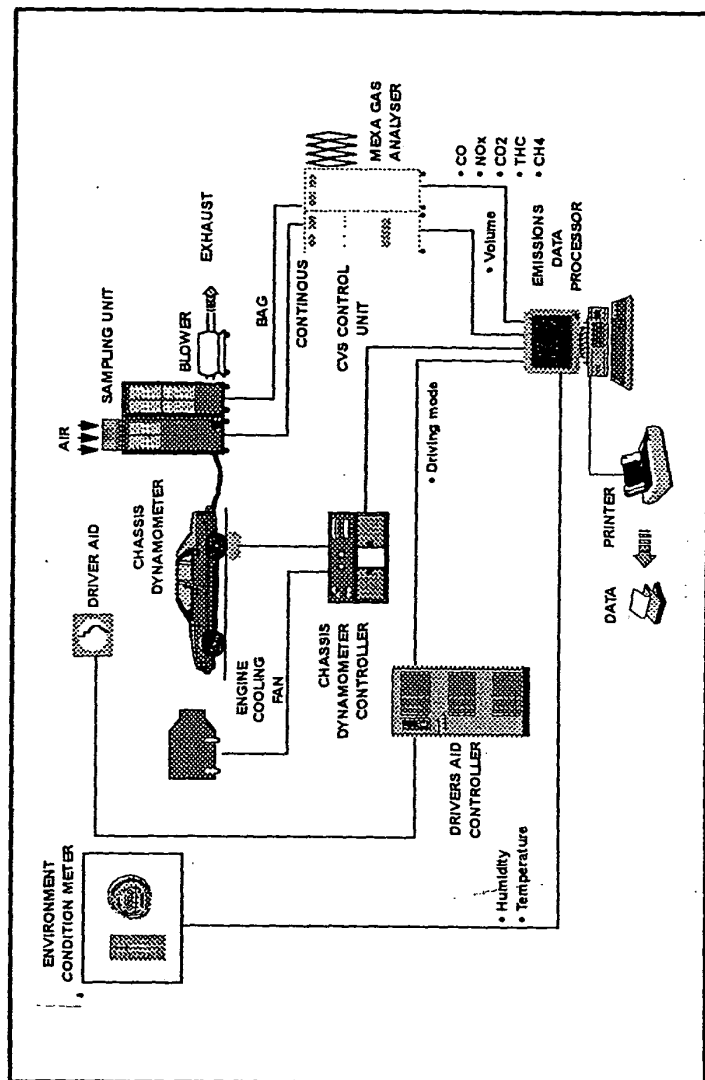 ENVIRONMENT
CONDITION METER
DRIVER AID
AIR
SAMPLING UNIT
CHASSIS
DYNAMOMETER
BLOWER
EXHAUST
ENGINE
COOLING
FAN
BAG
CONTINOUS
CHASSIS
DYNAMOMETER
CONTROLLER
CVS CONTROL
UNIT
MEXA GAS
ANALYSER
DRIVERS AID
CONTROLLER
• Driving mode
• Volume
• CO
• NOx
• CO2
• THC
• CH4
• Humidity
• Temperature
EMISSIONS
DATA
PROCESSOR
DATA
PRINTER